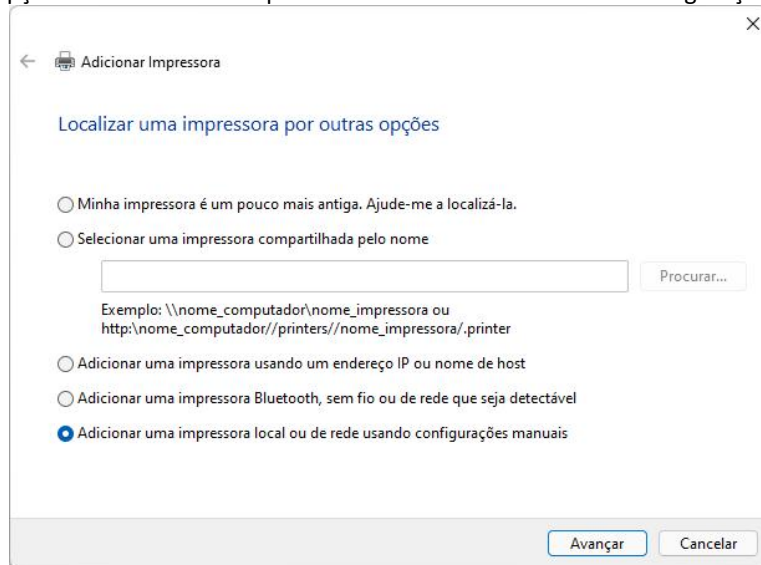 Adicionar Impressora
Localizar uma impressora por outras opções
Minha impressora é um pouco mais antiga. Ajude-me a localizá-la.
Selecionar uma impressora compartilhada pelo nome
Procurar...
Exemplo: \\nome_computador\nome_impressora ou
http:\nome_computador//printers//nome_impressora/.printer
Adicionar uma impressora usando um endereço IP ou nome de host
Adicionar uma impressora Bluetooth, sem fio ou de rede que seja detectável
Adicionar uma impressora local ou de rede usando configurações manuais
Avançar Cancelar